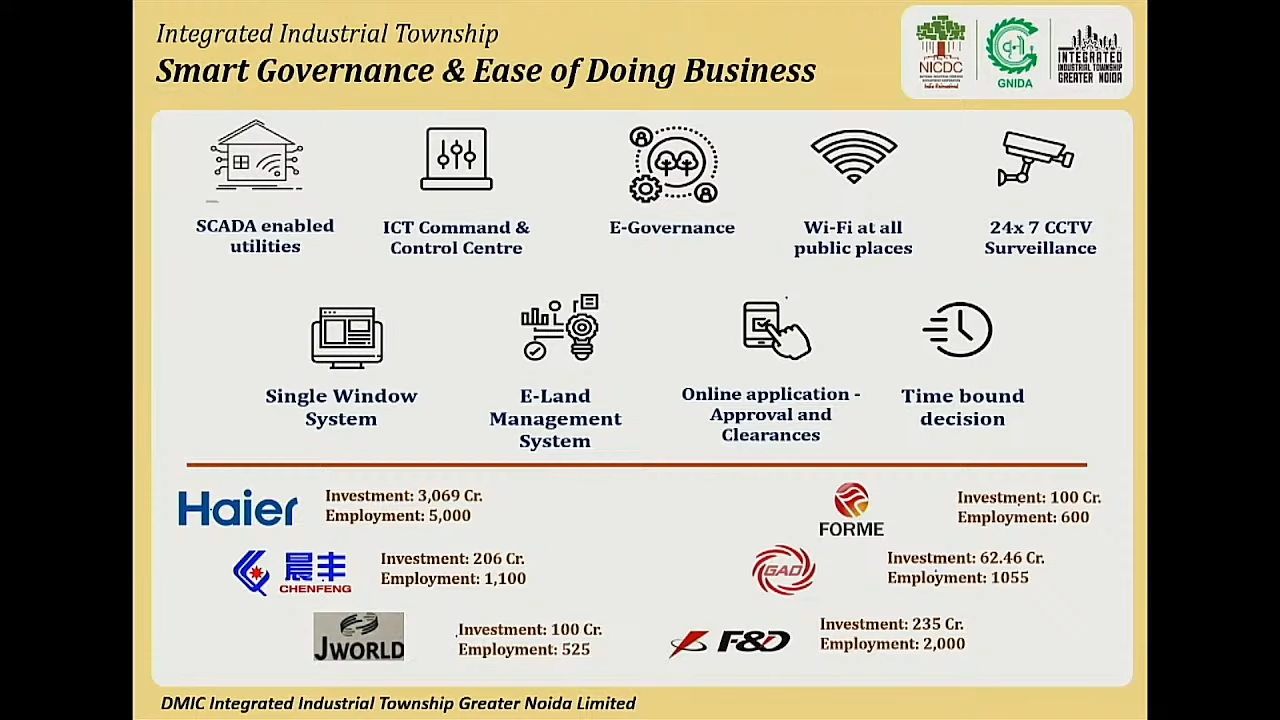 Integrated Industrial Township
Smart Governance & Ease of Doing Business
NICDC
India Reimagined
GNIDA
INTEGRATED
INDUSTRIAL TOWNSHIP
GREATER NOIDA
SCADA enabled
utilities
ICT Command &
Control Centre
E-Governance
Wi-Fi at all
public places
24x 7 CCTV
Surveillance
Single Window
System
E-Land
Management
System
Online application -
Approval and
Clearances
Time bound
decision
Haier
Investment: 3,069 Cr.
Employment: 5,000
FORME
Investment: 100 Cr.
Employment: 600
晨丰
CHENFENG
Investment: 206 Cr.
Employment: 1,100
GAD
Investment: 62.46 Cr.
Employment: 1055
JWORLD
Investment: 100 Cr.
Employment: 525
F&D
Investment: 235 Cr.
Employment: 2,000
DMIC Integrated Industrial Township Greater Noida Limited